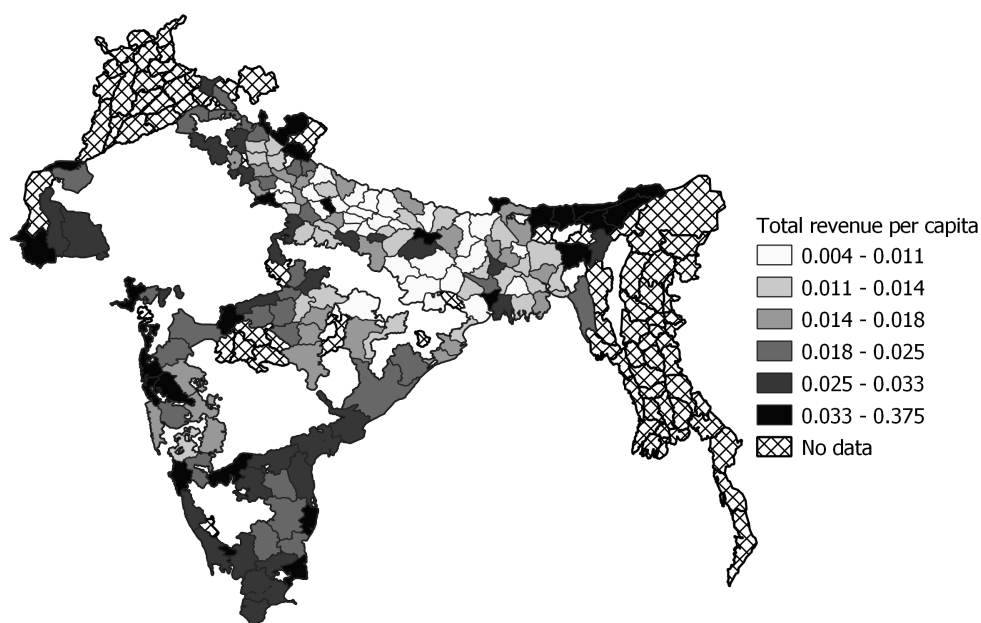 Total revenue per capita
0.004 - 0.011
0.011 - 0.014
0.014 - 0.018
0.018 - 0.025
0.025 - 0.033
0.033 - 0.375
No data